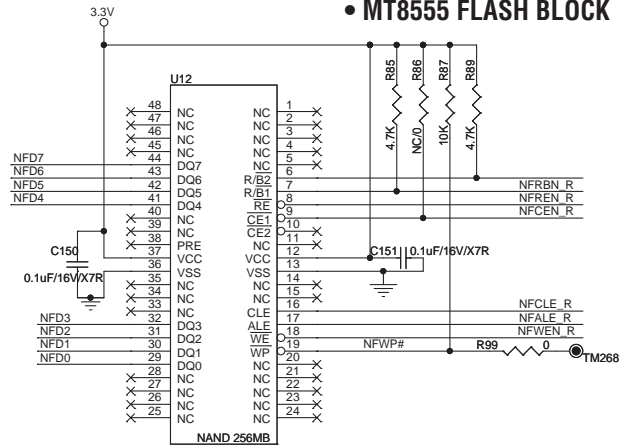 • MT8555 FLASH BLOCK
3.3V
U12
R85
R86
R87
R89
4.7K
NC/0
10K
4.7K
48 NC NC 1
47 NC NC 2
46 NC NC 3
45 NC NC 4
NFD7 44 DQ7 NC 5
NFD6 43 DQ6 R/B2 6
NFD5 42 DQ5 R/B1 7 NFRBN_R
NFD4 41 DQ4 RE 8 NFREN_R
40 NC CE1 9 NFCEN_R
39 NC CE2 10
38 PRE NC 11
37 VCC VCC 12
36 VSS VSS 13
35 NC NC 14
34 NC NC 15
33 NC CLE 16 NFCLE_R
NFD3 32 DQ3 ALE 17 NFALE_R
NFD2 31 DQ2 WE 18 NFWEN_R
NFD1 30 DQ1 WP 19 NFWP# R99 0 TM268
NFD0 29 DQ0 NC 20
28 NC NC 21
27 NC NC 22
26 NC NC 23
25 NC NC 24
C150
0.1uF/16V/X7R
C151 0.1uF/16V/X7R
NAND 256MB